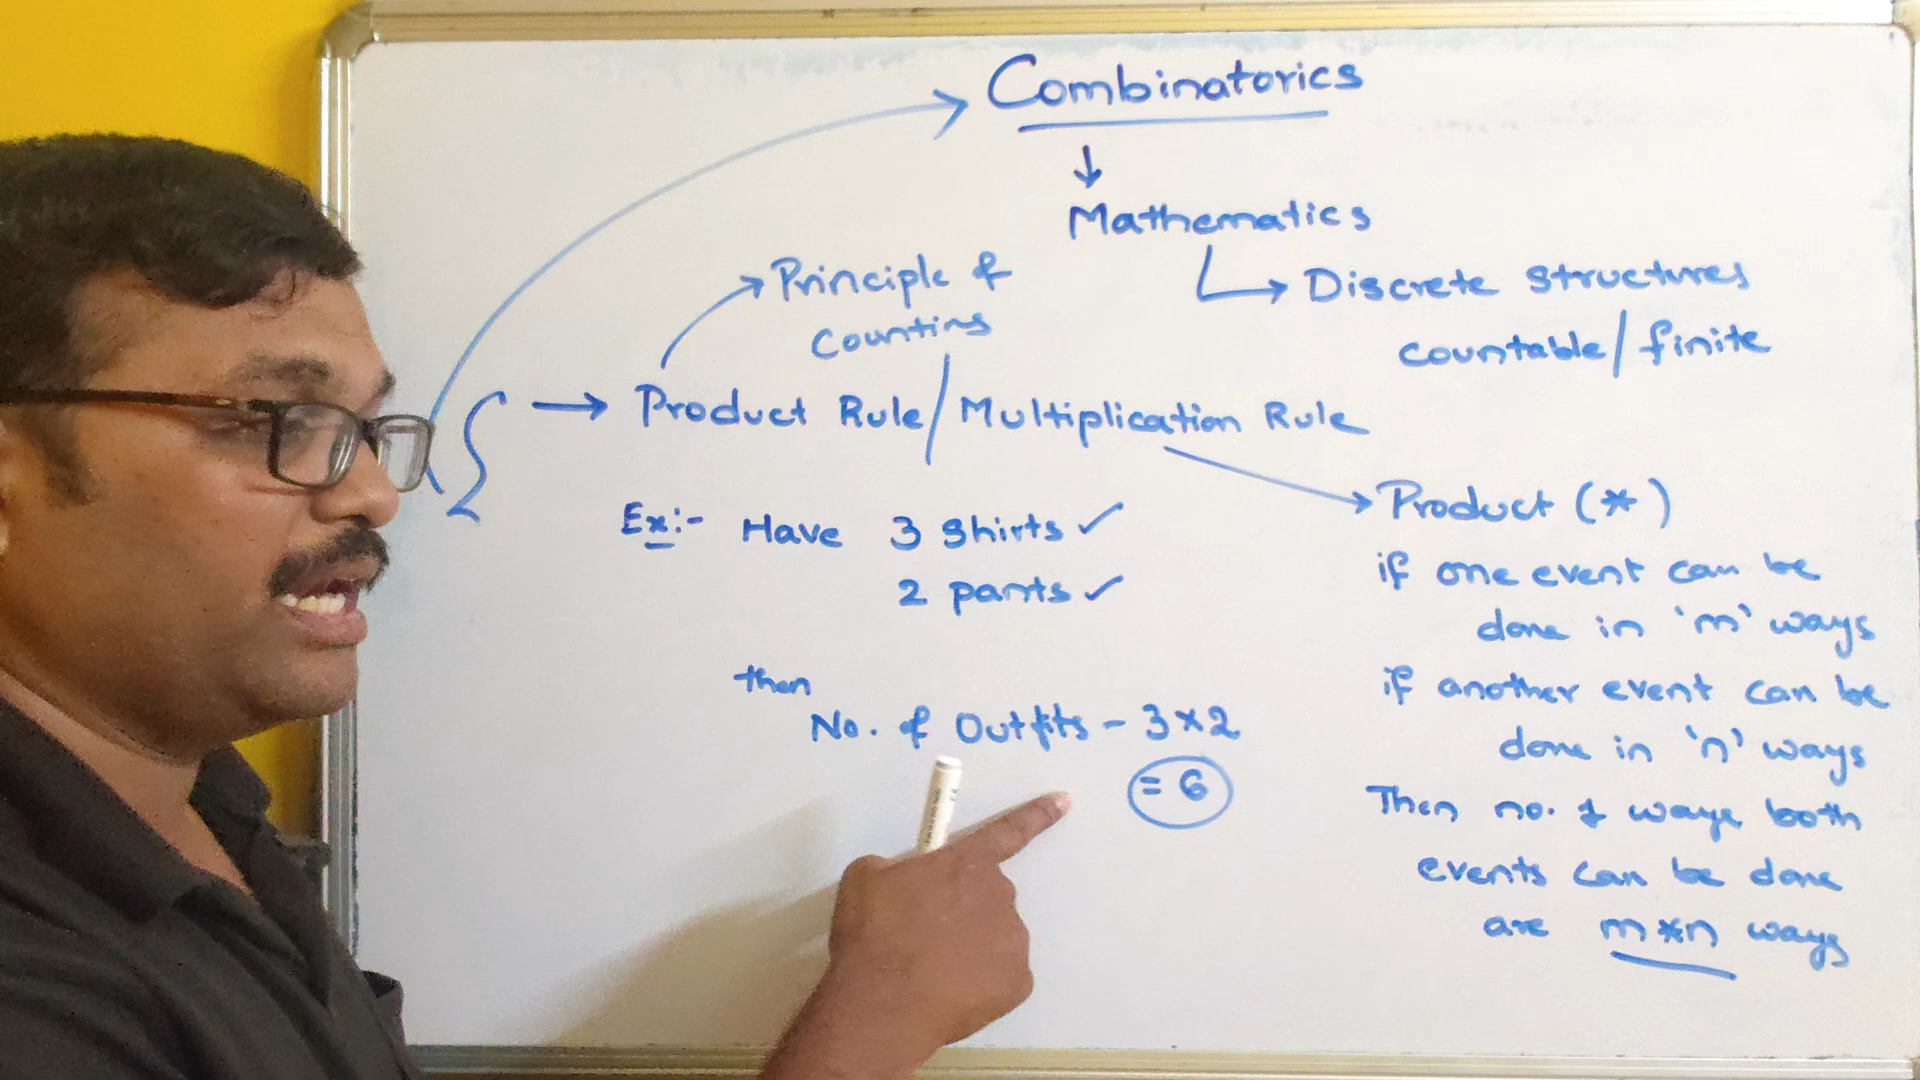 Combinatorics
Mathematics
Discrete Structures
countable/finite
Principle of
Counting
Product Rule/Multiplication Rule
Ex:- Have 3 shirts ✓
2 pants ✓
then
No. of Outfits - 3×2
= 6
Product (*)
if one event can be
done in 'm' ways
if another event can be
done in 'n' ways
Then no. of ways both
events can be done
are m*n ways